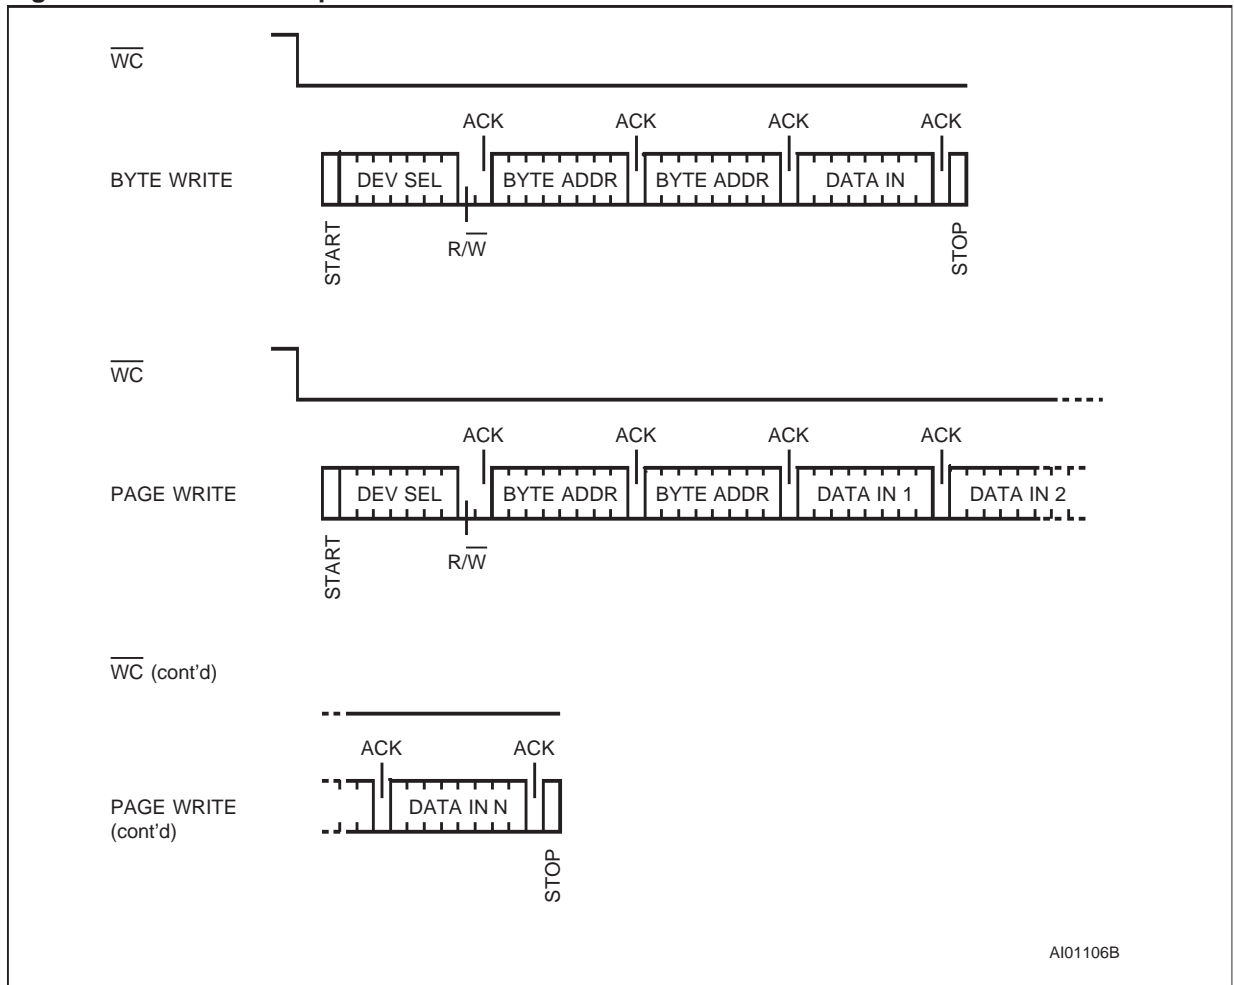 WC
ACK ACK ACK ACK
BYTE WRITE DEV SEL BYTE ADDR BYTE ADDR DATA IN
START R/W STOP
WC
ACK ACK ACK ACK
PAGE WRITE DEV SEL BYTE ADDR BYTE ADDR DATA IN 1 DATA IN 2
START R/W
WC (cont'd)
ACK ACK
PAGE WRITE DATA IN N
(cont'd)
STOP
AI01106B